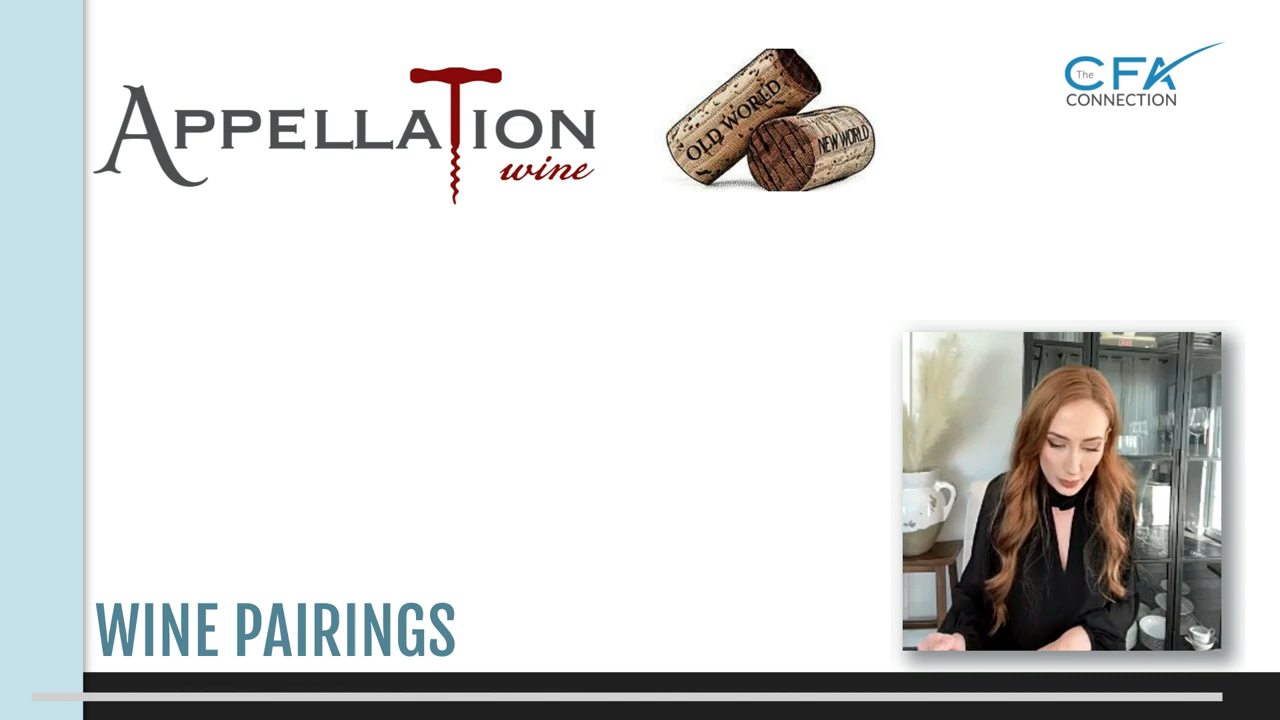 APPELLATION
wine
OLD WORLD
NEW WORLD
The CFA
CONNECTION
WINE PAIRINGS